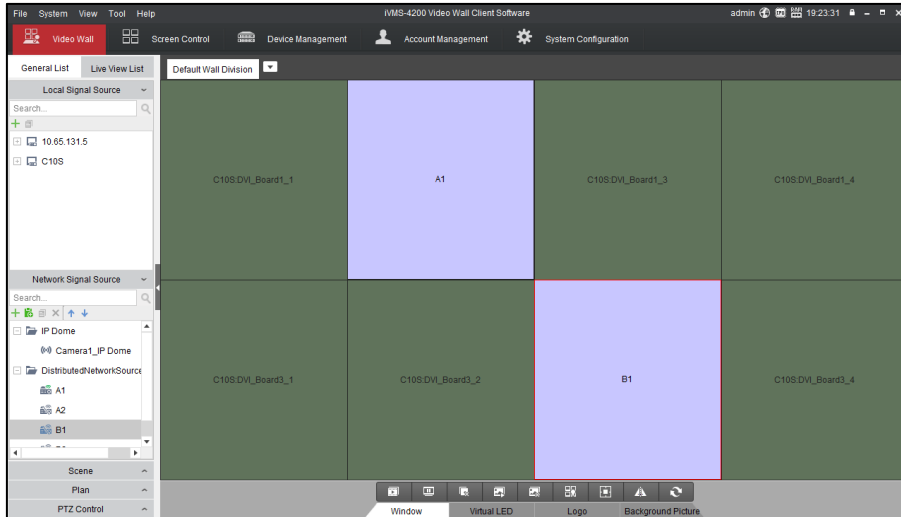 File System View Tool Help iVMS-4200 Video Wall Client Software admin 19:23:31
Video Wall Screen Control Device Management Account Management System Configuration
General List Live View List Default Wall Division
Local Signal Source
Search...
10.65.131.5
C10S
C10S:DVI_Board1_1 A1 C10S:DVI_Board1_3 C10S:DVI_Board1_4
Network Signal Source
Search...
IP Dome
Camera1_IP Dome
DistributedNetworkSource
A1
A2
B1
C10S:DVI_Board3_1 C10S:DVI_Board3_2 B1 C10S:DVI_Board3_4
Scene
Plan
PTZ Control
Window Virtual LED Logo Background Picture